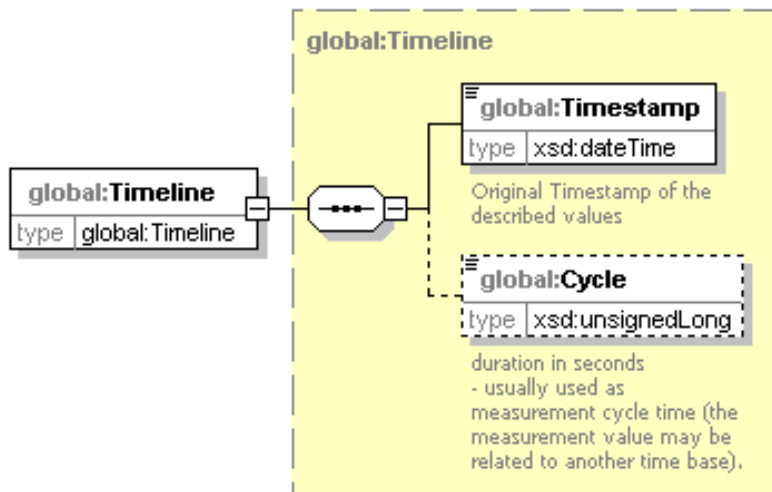 global:Timeline
global:Timestamp
type xsd:dateTime
Original Timestamp of the
described values
global:Timeline
type global:Timeline
global:Cycle
type xsd:unsignedLong
duration in seconds
- usually used as
measurement cycle time (the
measurement value may be
related to another time base).